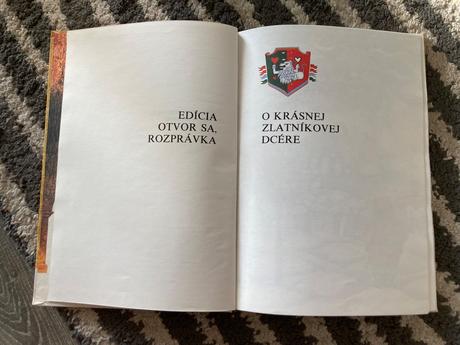 EDÍCIA
OTVOR SA,
ROZPRÁVKA
O KRÁSNEJ
ZLATNÍKOVEJ
DCÉRE